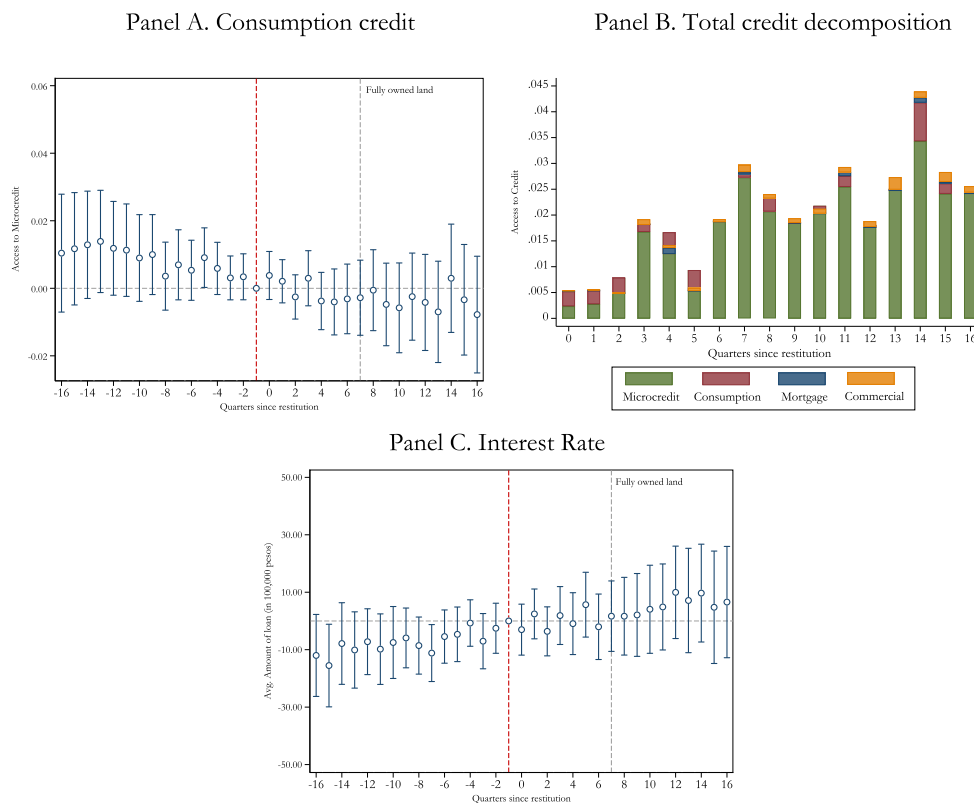 Panel A. Consumption credit
Access to Microcredit
0.06
0.04
0.02
0.00
-0.02
Fully owned land
-16 -14 -12 -10 -8 -6 -4 -2 0 2 4 6 8 10 12 14 16
Quarters since restitution
Panel B. Total credit decomposition
Access to Credit
.045
.04
.035
.03
.025
.02
.015
.01
.005
0
0 1 2 3 4 5 6 7 8 9 10 11 12 13 14 15 16
Quarters since restitution
Microcredit Consumption Mortgage Commercial
Panel C. Interest Rate
Avg. Amount of loan (in 100,000 pesos)
50.00
30.00
10.00
-10.00
-30.00
-50.00
Fully owned land
-16 -14 -12 -10 -8 -6 -4 -2 0 2 4 6 8 10 12 14 16
Quarters since restitution